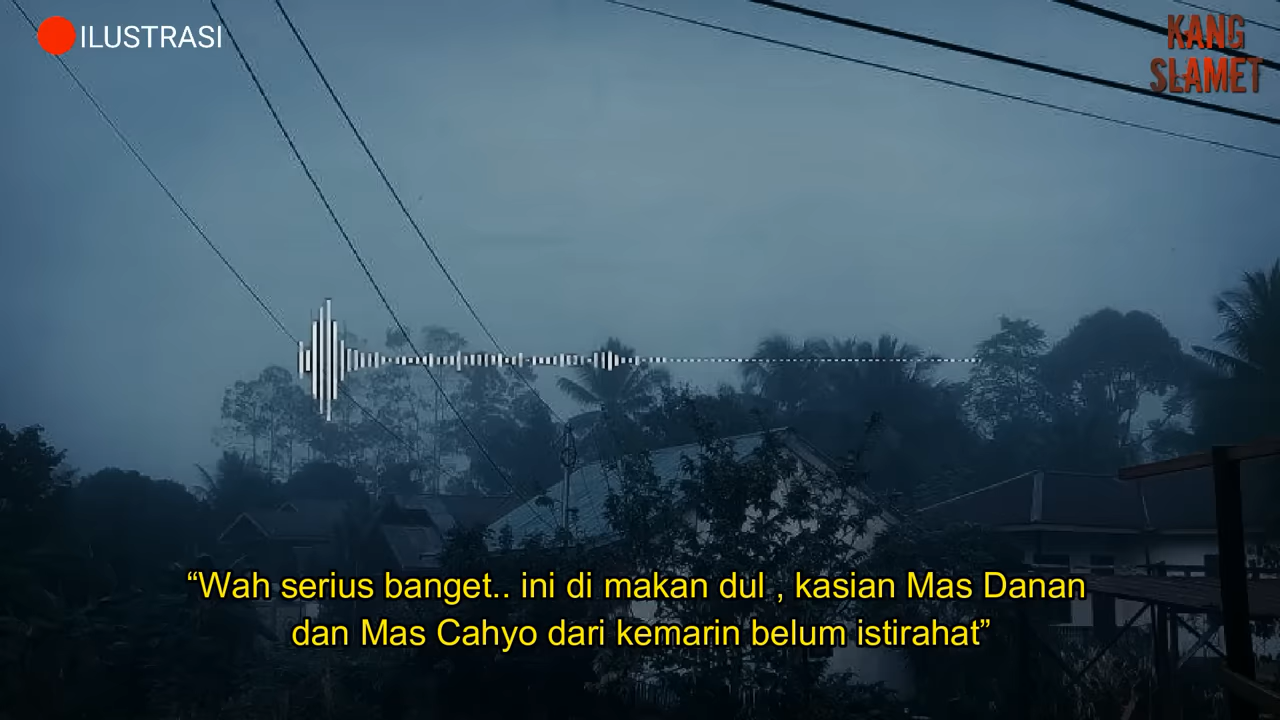 ILUSTRASI
KANG
SLAMET
“Wah serius banget.. ini di makan dul , kasian Mas Danan
dan Mas Cahyo dari kemarin belum istirahat”